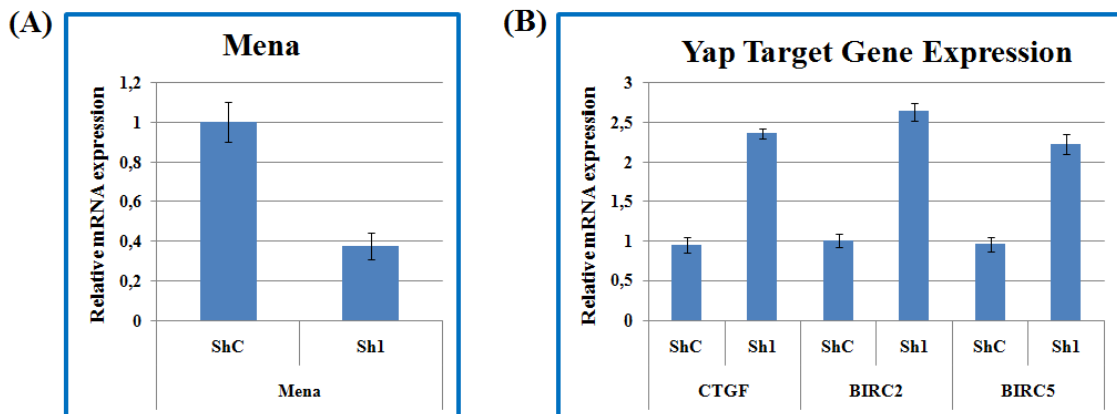 (A)
Mena
Relative mRNA expression
1,2
1
0,8
0,6
0,4
0,2
0
ShC Sh1
Mena
(B)
Yap Target Gene Expression
Relative mRNA expression
3
2,5
2
1,5
1
0,5
0
ShC Sh1 ShC Sh1 ShC Sh1
CTGF BIRC2 BIRC5